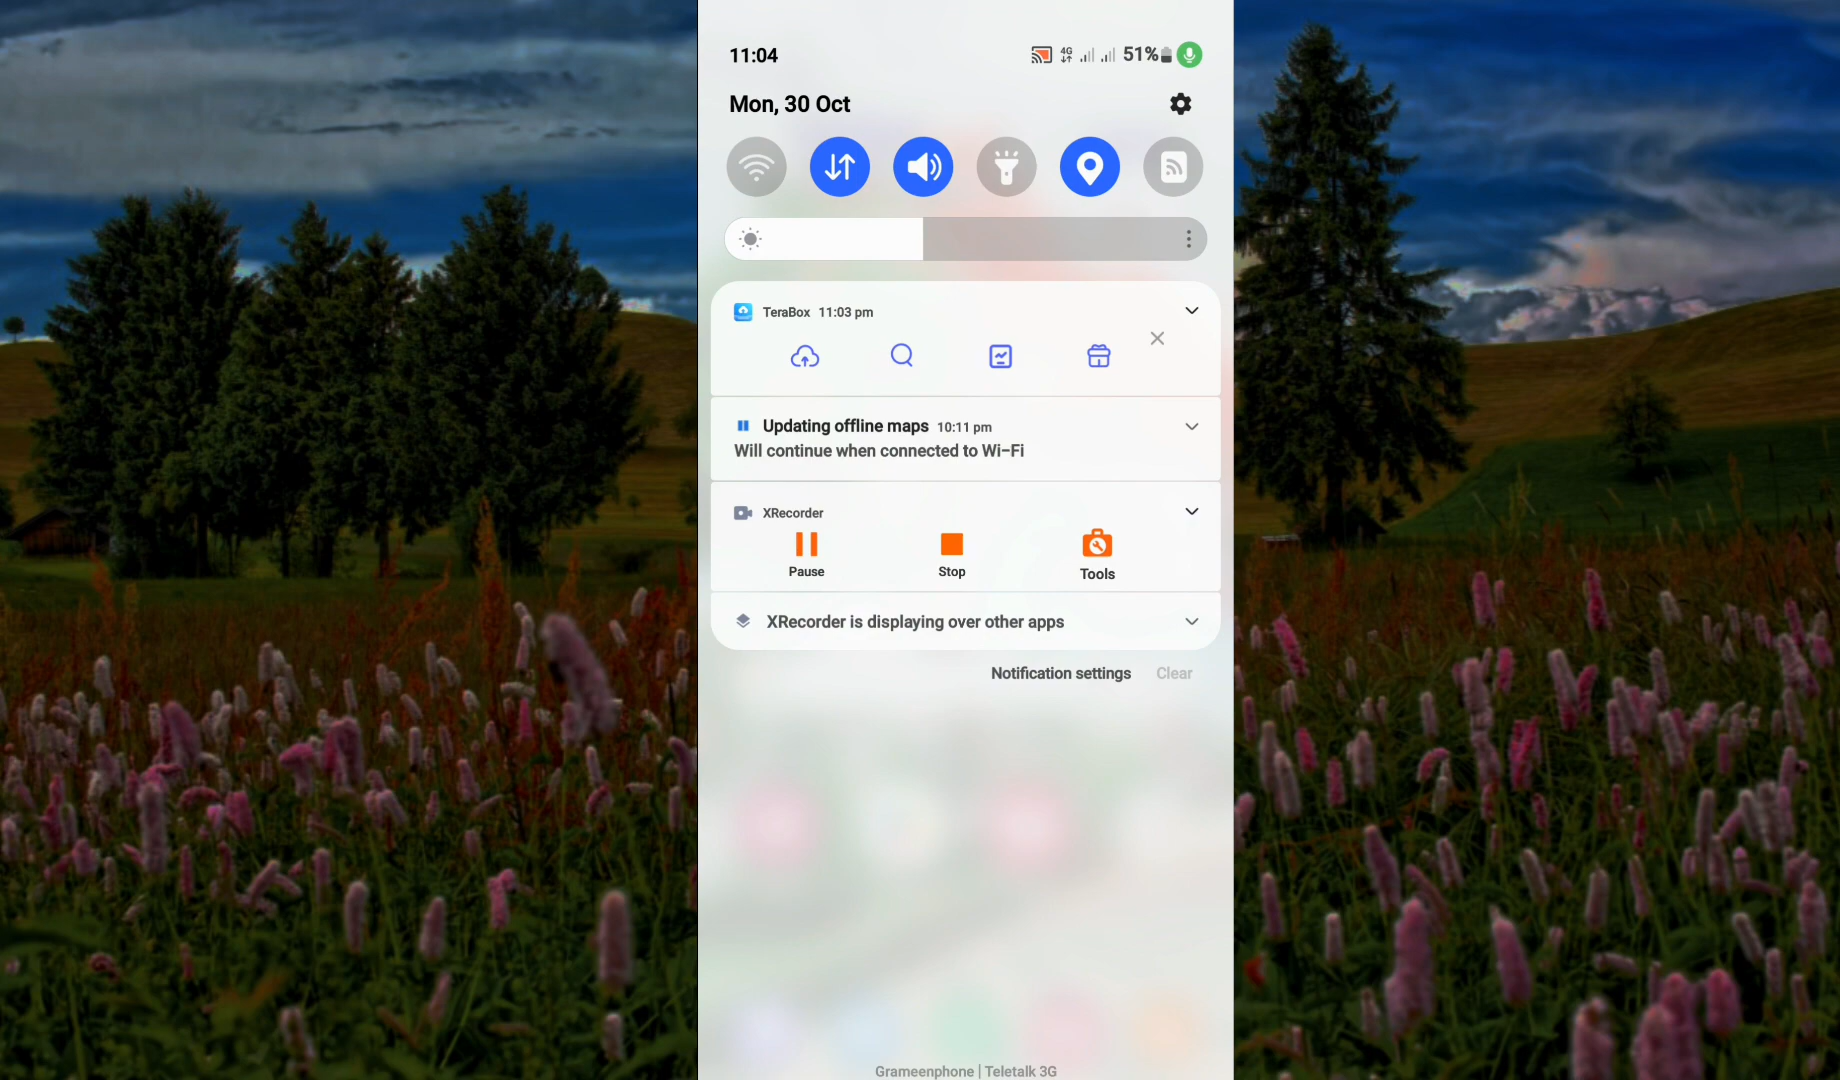 11:04
4G
51%
Mon, 30 Oct
TeraBox 11:03 pm
Updating offline maps 10:11 pm
Will continue when connected to Wi-Fi
XRecorder
Pause
Stop
Tools
XRecorder is displaying over other apps
Notification settings
Clear
Grameenphone | Teletalk 3G